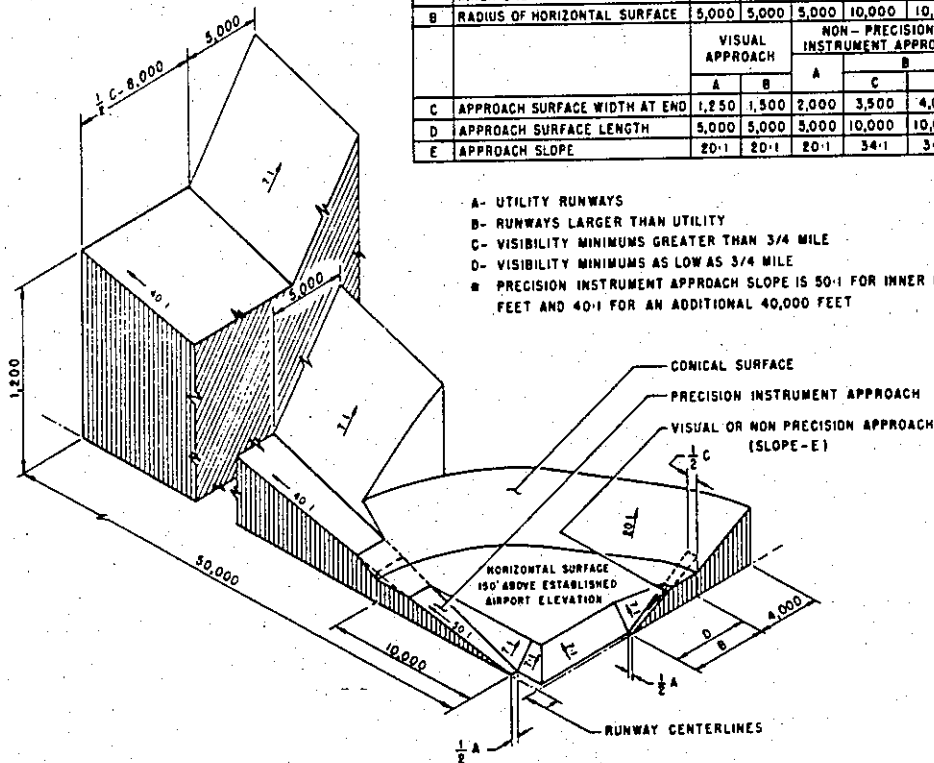 B RADIUS OF HORIZONTAL SURFACE 5,000 5,000 5,000 10,000 10,
VISUAL APPROACH
NON-PRECISION INSTRUMENT APPRO
A B A B
C
C APPROACH SURFACE WIDTH AT END 1,250 1,500 2,000 3,500 4,0
D APPROACH SURFACE LENGTH 5,000 5,000 5,000 10,000 10,0
E APPROACH SLOPE 20:1 20:1 20:1 34:1 3
A- UTILITY RUNWAYS
B- RUNWAYS LARGER THAN UTILITY
C- VISIBILITY MINIMUMS GREATER THAN 3/4 MILE
D- VISIBILITY MINIMUMS AS LOW AS 3/4 MILE
* PRECISION INSTRUMENT APPROACH SLOPE IS 50:1 FOR INNER
FEET AND 40:1 FOR AN ADDITIONAL 40,000 FEET
5,000
1/2 C-8,000
7:1
40:1
5,000
1,200
7:1
40:1
CONICAL SURFACE
PRECISION INSTRUMENT APPROACH
VISUAL OR NON PRECISION APPROACH
(SLOPE-E)
1/2 C
20:1
HORIZONTAL SURFACE
150' ABOVE ESTABLISHED
AIRPORT ELEVATION
50,000
50:1
10,000
7:1
7:1
7:1
7:1
4,000
D
B
1/2 A
RUNWAY CENTERLINES
1/2 A